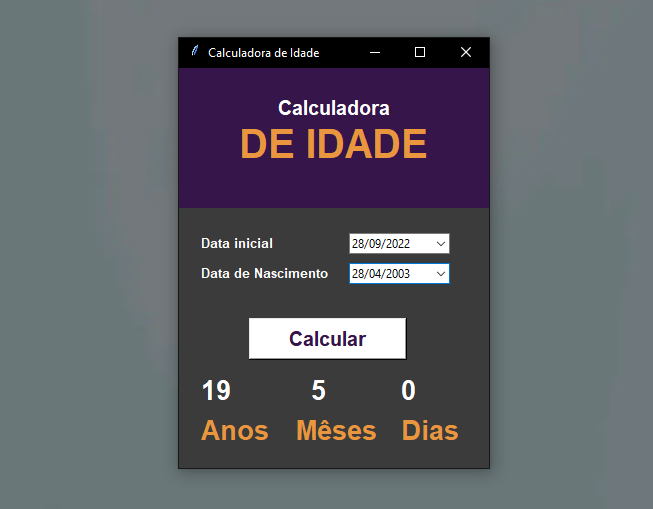 Calculadora de Idade
Calculadora
DE IDADE
Data inicial 28/09/2022
Data de Nascimento 28/04/2003
Calcular
19 5 0
Anos Mêses Dias